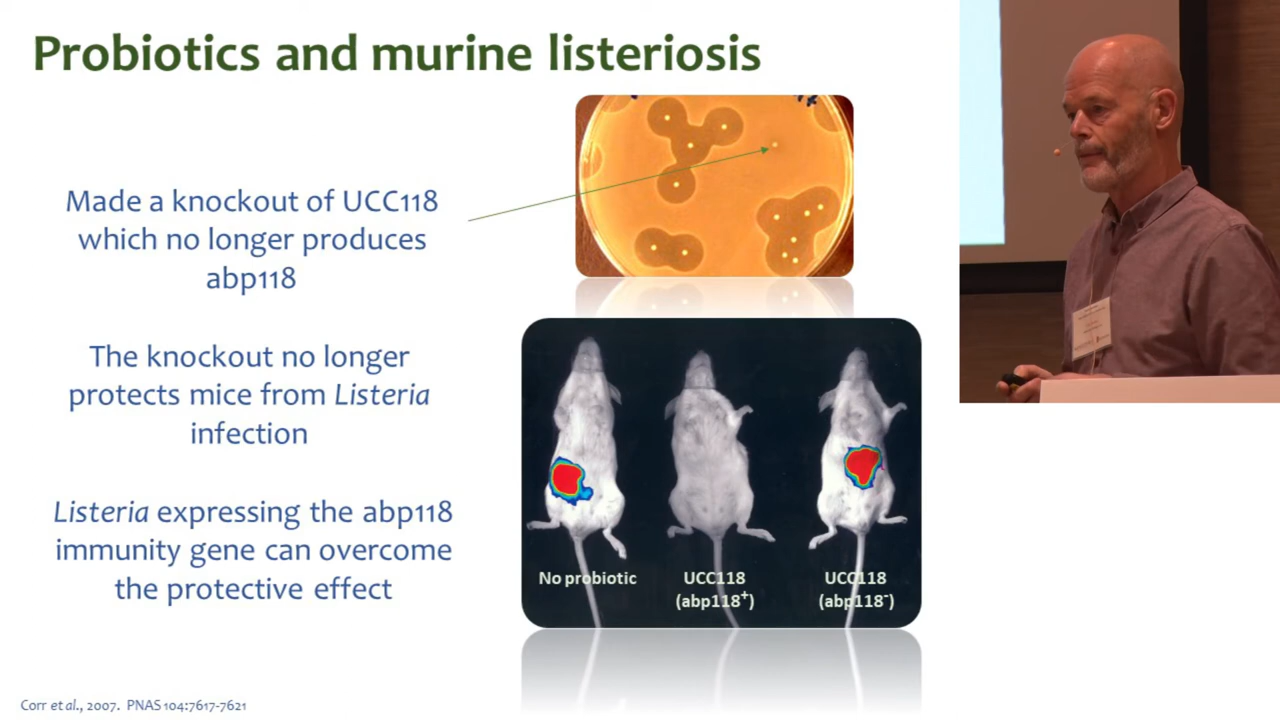 Probiotics and murine listeriosis
Made a knockout of UCC118
which no longer produces
abp118
The knockout no longer
protects mice from Listeria
infection
Listeria expressing the abp118
immunity gene can overcome
the protective effect
No probiotic
UCC118
(abp118+)
UCC118
(abp118-)
Corr et al., 2007. PNAS 104:7617-7621